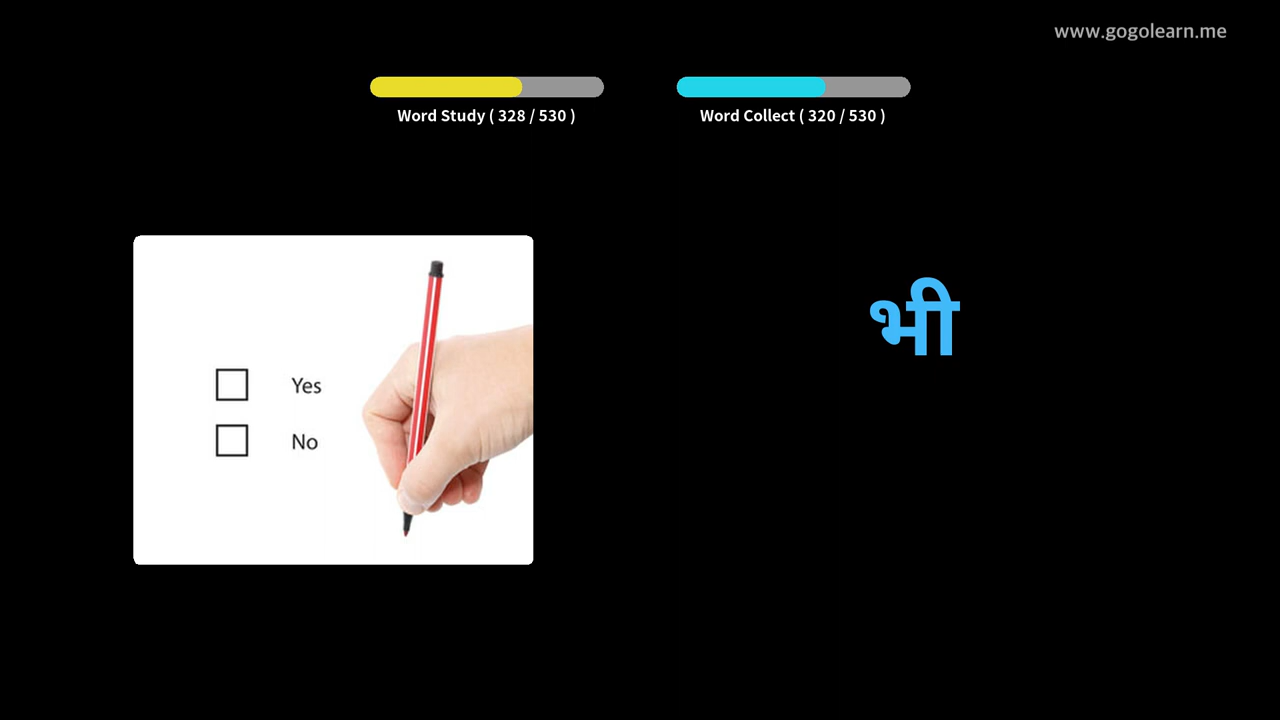 www.gogolearn.me
Word Study ( 328 / 530 )
Word Collect ( 320 / 530 )
भी
Yes
No